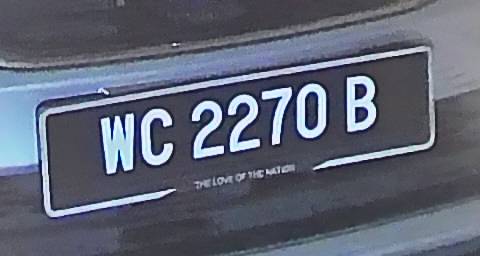 WC 2270 B
THE LOVE OF THE NATION